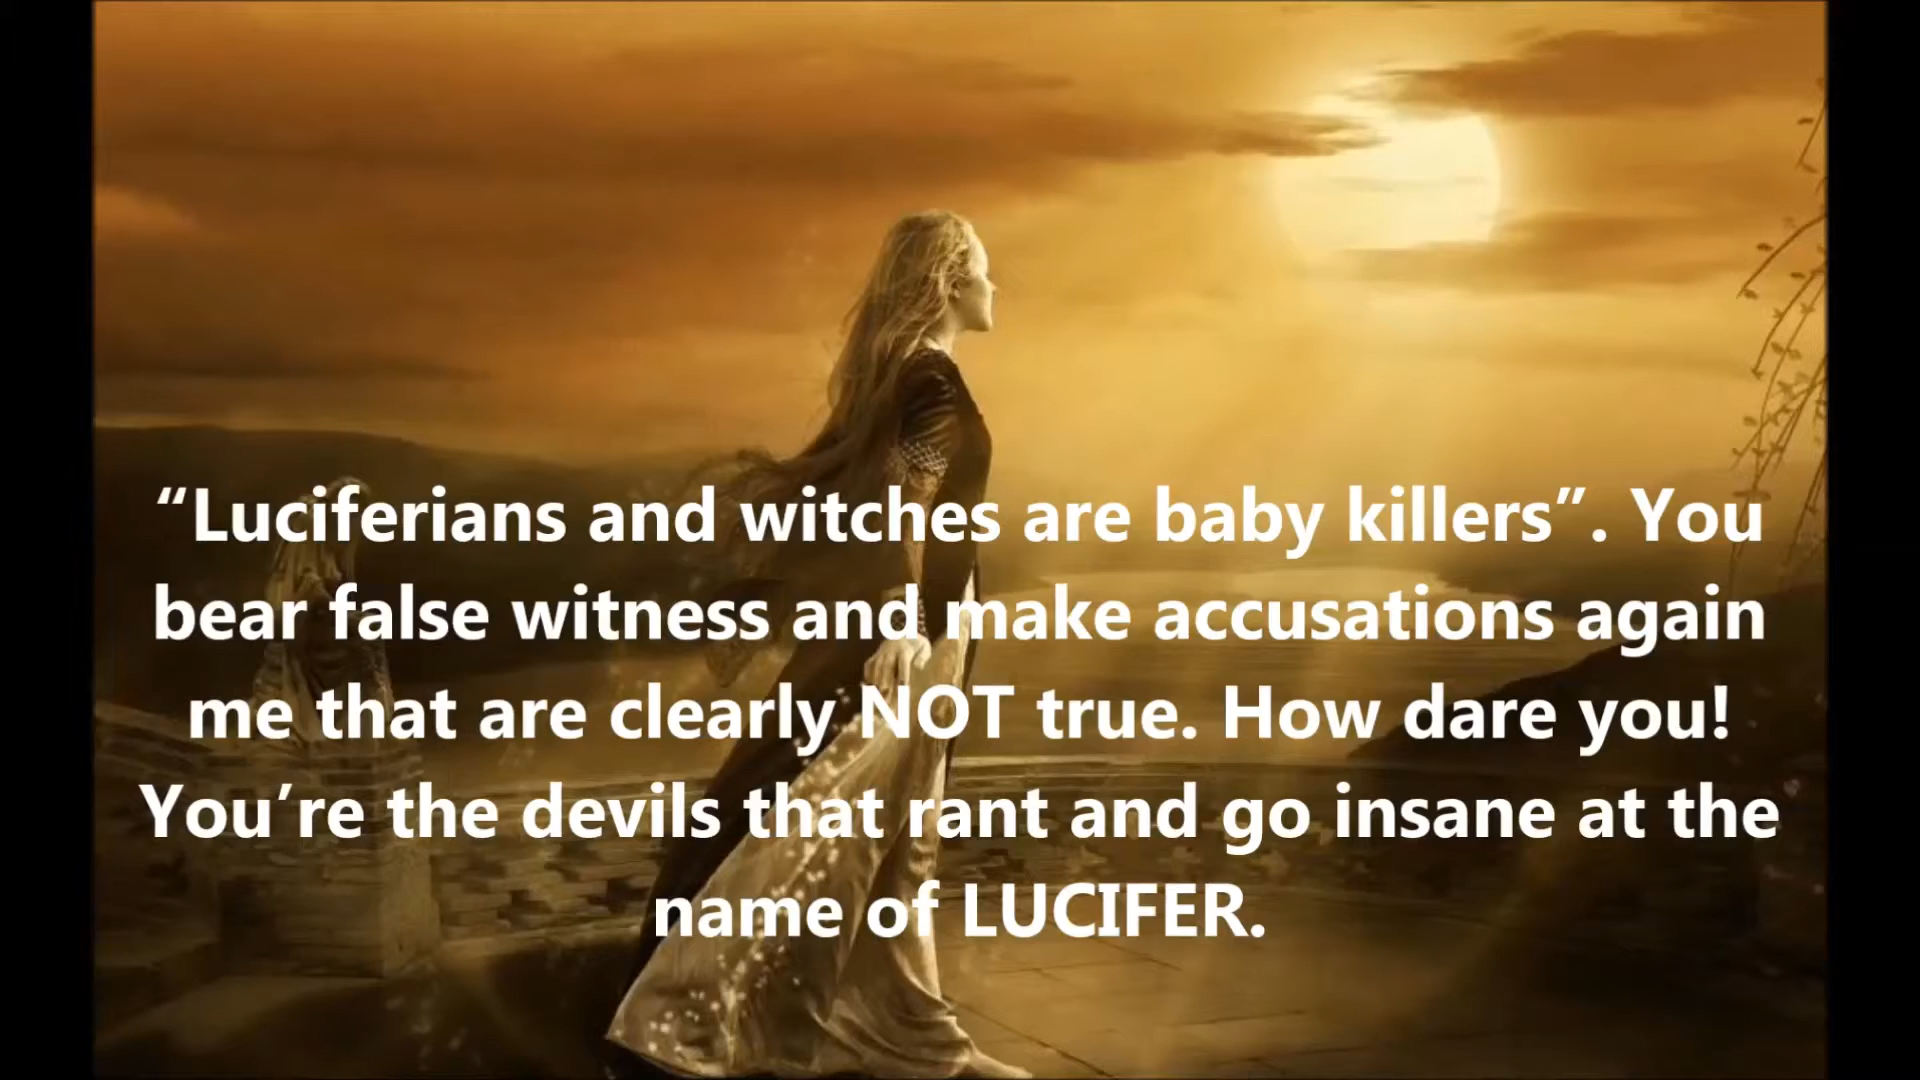 “Luciferians and witches are baby killers”. You
bear false witness and make accusations again
me that are clearly NOT true. How dare you!
You’re the devils that rant and go insane at the
name of LUCIFER.